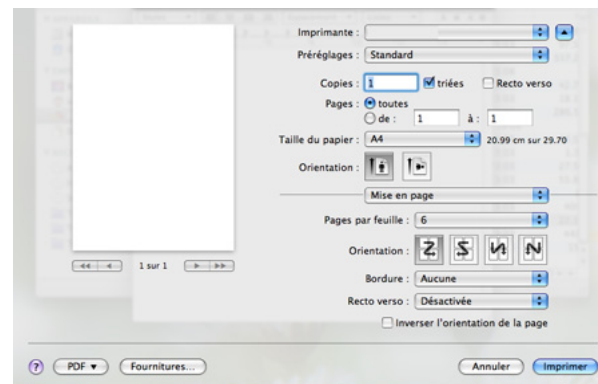 Imprimante :
Préréglages : Standard
Copies : 1 triées Recto verso
Pages : toutes
de : 1 à : 1
Taille du papier : A4 20.99 cm sur 29.70
Orientation :
Mise en page
Pages par feuille : 6
Orientation :
Bordure : Aucune
1 sur 1
Recto verso : Désactivée
Inverser l'orientation de la page
? PDF Fournitures... Annuler Imprimer